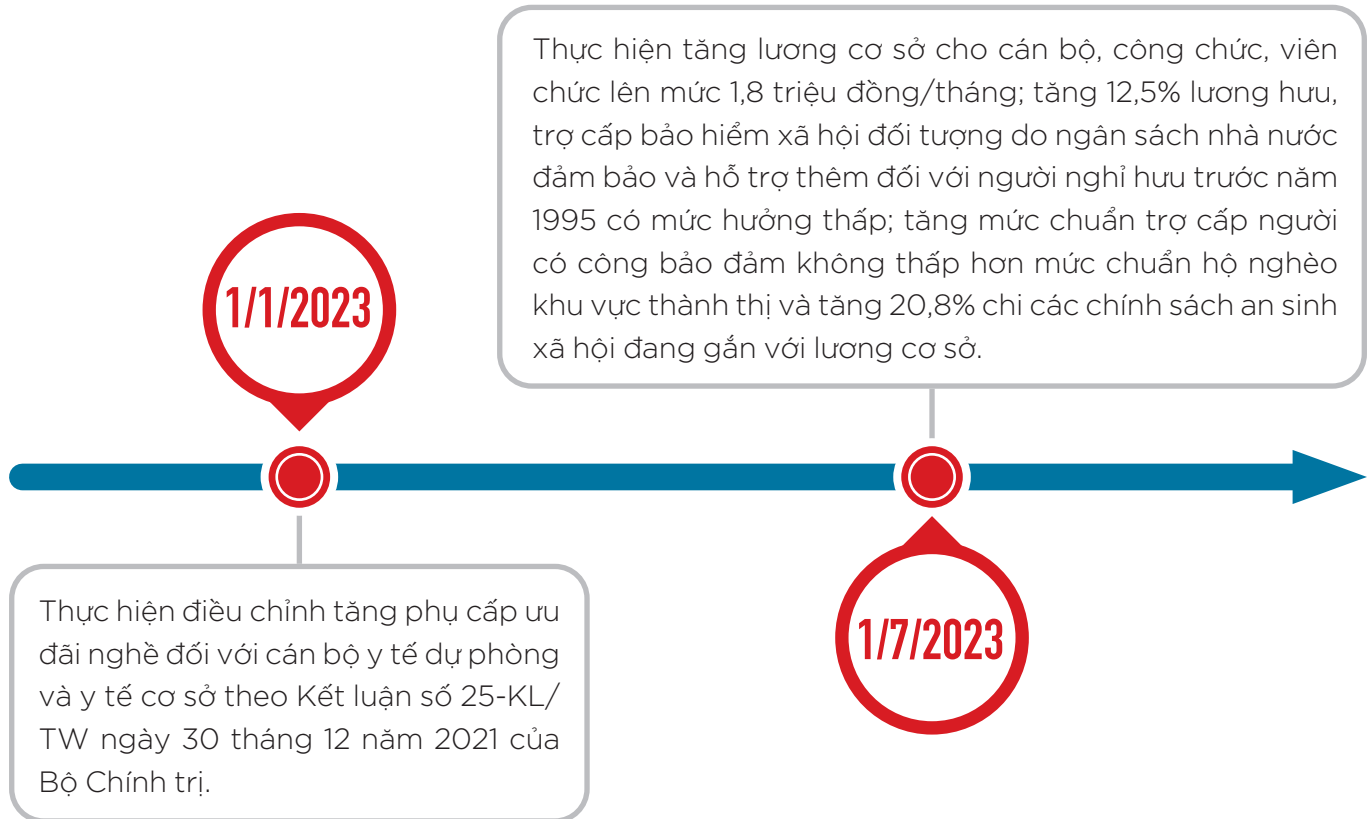 Thực hiện tăng lương cơ sở cho cán bộ, công chức, viên
chức lên mức 1,8 triệu đồng/tháng; tăng 12,5% lương hưu,
trợ cấp bảo hiểm xã hội đối tượng do ngân sách nhà nước
đảm bảo và hỗ trợ thêm đối với người nghỉ hưu trước năm
1995 có mức hưởng thấp; tăng mức chuẩn trợ cấp người
có công bảo đảm không thấp hơn mức chuẩn hộ nghèo
khu vực thành thị và tăng 20,8% chi các chính sách an sinh
xã hội đang gắn với lương cơ sở.
1/1/2023
Thực hiện điều chỉnh tăng phụ cấp ưu
đãi nghề đối với cán bộ y tế dự phòng
và y tế cơ sở theo Kết luận số 25-KL/
TW ngày 30 tháng 12 năm 2021 của
Bộ Chính trị.
1/7/2023